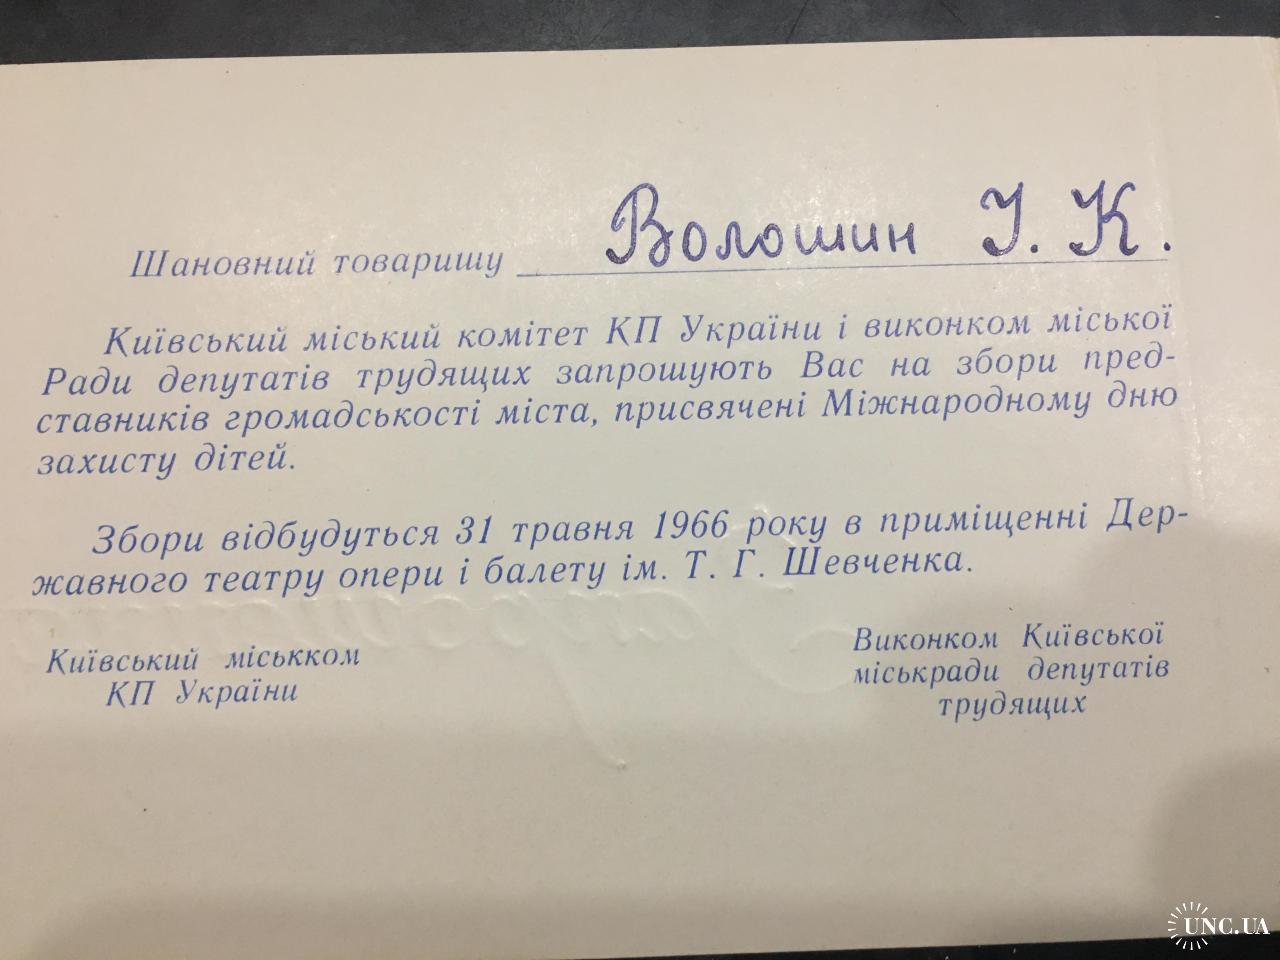 Шановний товаришу Волошин І. К.
Київський міський комітет КП України і виконком міської
Ради депутатів трудящих запрошують Вас на збори пред-
ставників громадськості міста, присвячені Міжнародному дню
захисту дітей.
Збори відбудуться 31 травня 1966 року в приміщенні Дер-
жавного театру опери і балету ім. Т. Г. Шевченка.
Київський міськком
КП України
Виконком Київської
міськради депутатів
трудящих
UNC.UA